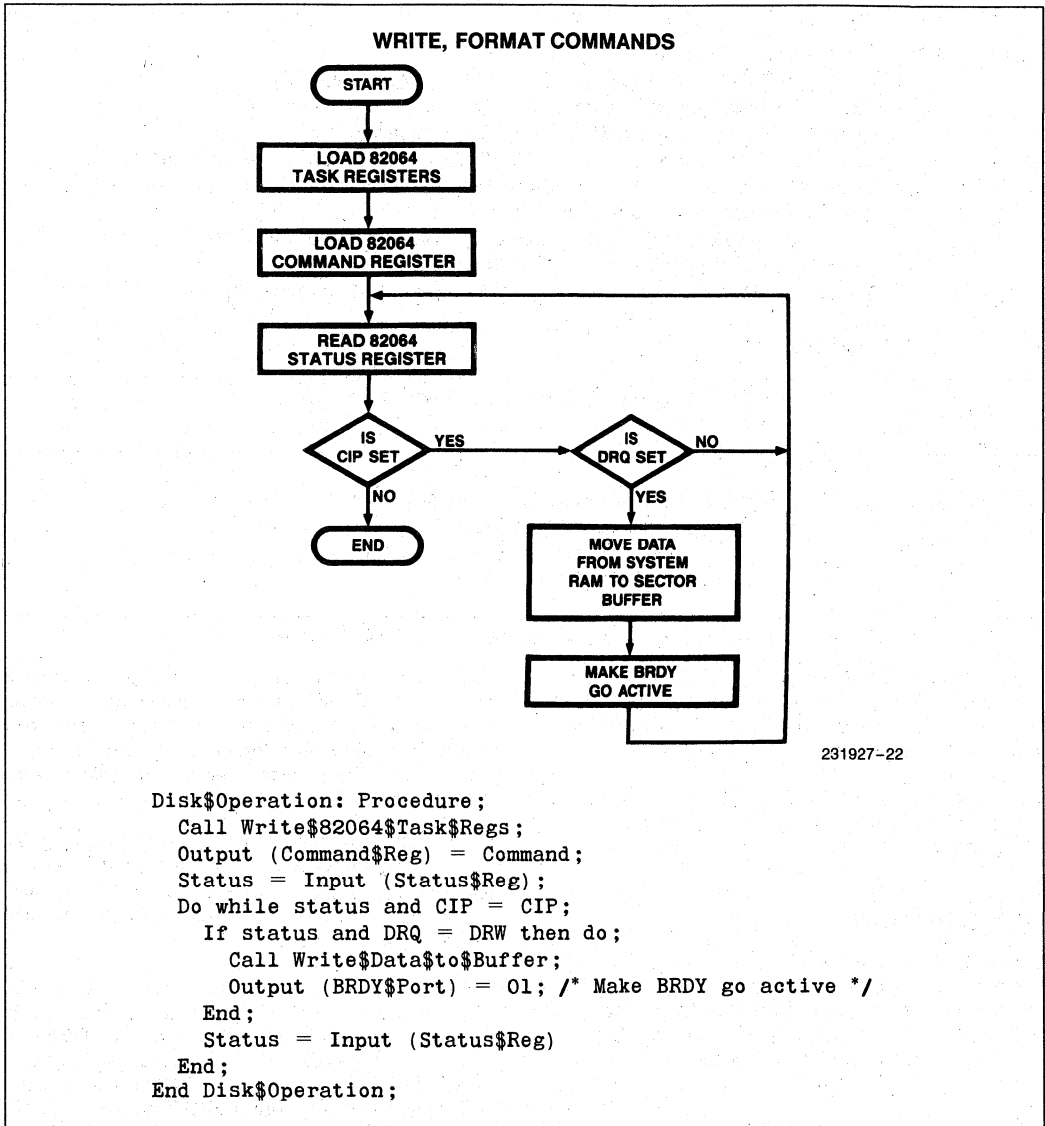 WRITE, FORMAT COMMANDS
START
LOAD 82064
TASK REGISTERS
LOAD 82064
COMMAND REGISTER
READ 82064
STATUS REGISTER
IS
CIP SET
YES
NO
END
IS
DRQ SET
NO
YES
MOVE DATA
FROM SYSTEM
RAM TO SECTOR
BUFFER
MAKE BRDY
GO ACTIVE
231927-22
Disk$Operation: Procedure;
Call Write$82064$Task$Regs;
Output (Command$Reg) = Command;
Status = Input (Status$Reg);
Do while status and CIP = CIP;
If status and DRQ = DRW then do;
Call Write$Data$to$Buffer;
Output (BRDY$Port) = Ol; /* Make BRDY go active */
End;
Status = Input (Status$Reg)
End;
End Disk$Operation;